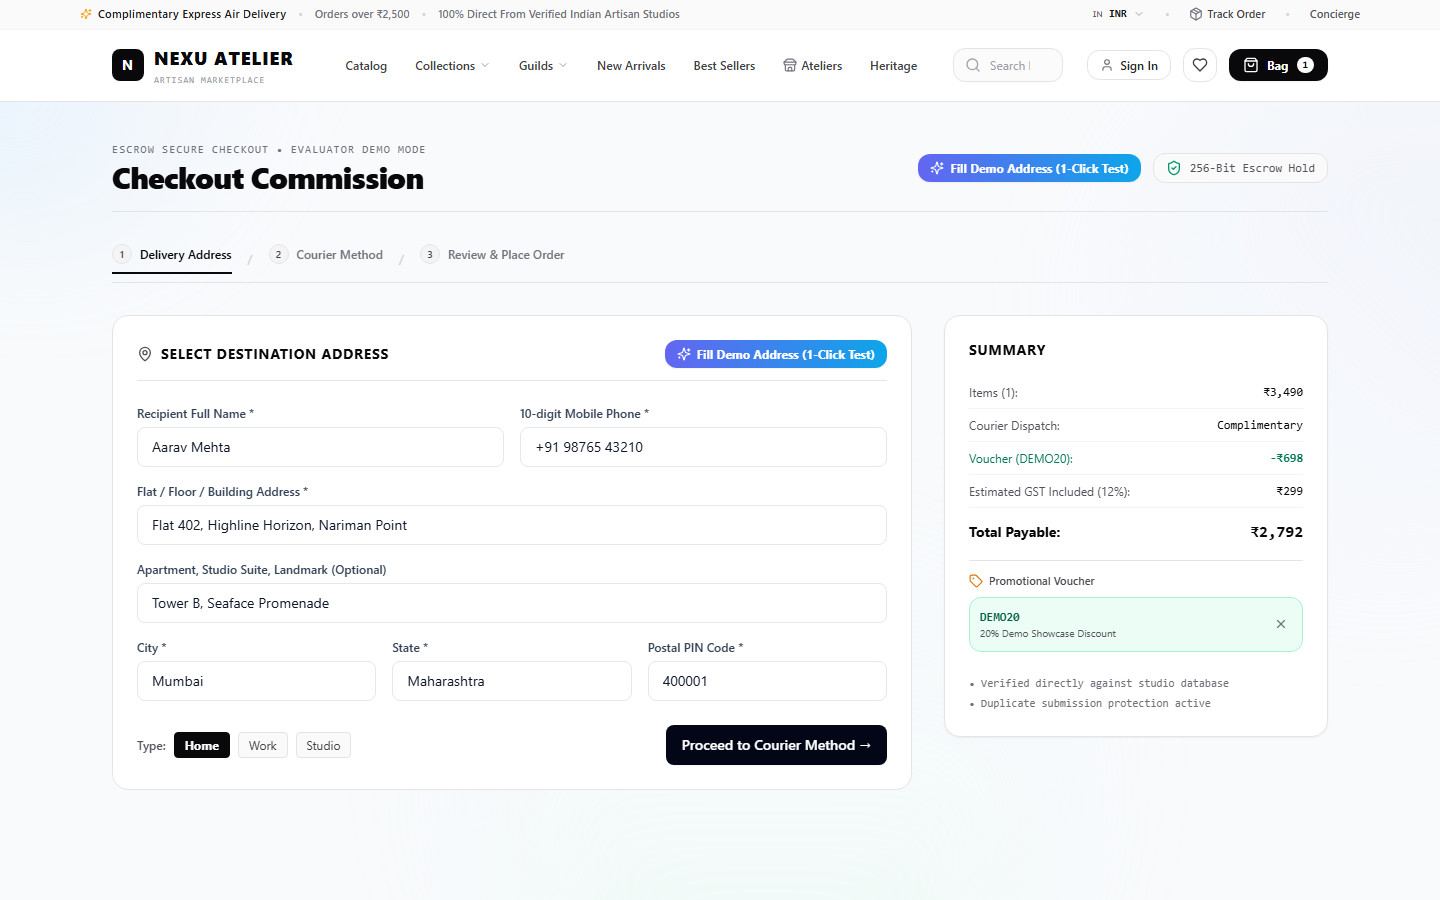 Complimentary Express Air Delivery • Orders over ₹2,500 • 100% Direct From Verified Indian Artisan Studios
IN INR • Track Order • Concierge
N
NEXU ATELIER
ARTISAN MARKETPLACE
Catalog Collections Guilds New Arrivals Best Sellers Ateliers Heritage
Search
Sign In
Bag 1
ESCROW SECURE CHECKOUT • EVALUATOR DEMO MODE
Checkout Commission
Fill Demo Address (1-Click Test)
256-Bit Escrow Hold
1 Delivery Address / 2 Courier Method / 3 Review & Place Order
SELECT DESTINATION ADDRESS
Fill Demo Address (1-Click Test)
Recipient Full Name *
Aarav Mehta
10-digit Mobile Phone *
+91 98765 43210
Flat / Floor / Building Address *
Flat 402, Highline Horizon, Nariman Point
Apartment, Studio Suite, Landmark (Optional)
Tower B, Seaface Promenade
City *
Mumbai
State *
Maharashtra
Postal PIN Code *
400001
Type: Home Work Studio
Proceed to Courier Method →
SUMMARY
Items (1): ₹3,490
Courier Dispatch: Complimentary
Voucher (DEMO20): -₹698
Estimated GST Included (12%): ₹299
Total Payable: ₹2,792
Promotional Voucher
DEMO20
20% Demo Showcase Discount
• Verified directly against studio database
• Duplicate submission protection active